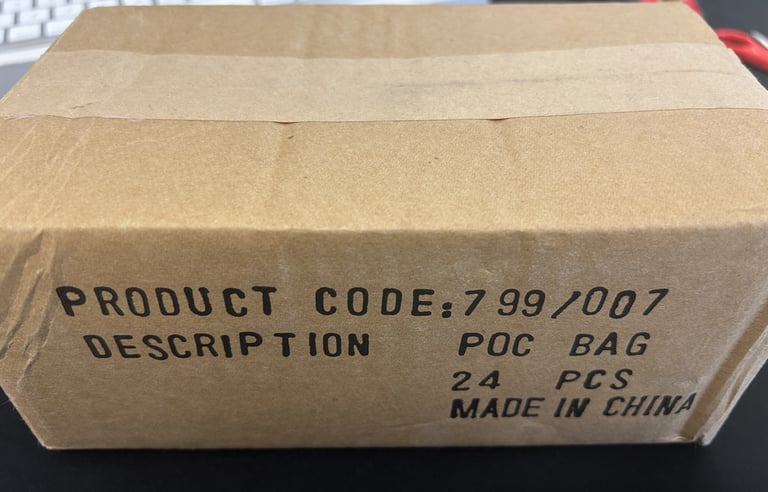 PRODUCT CODE:799/007
DESCRIPTION POC BAG
24 PCS
MADE IN CHINA